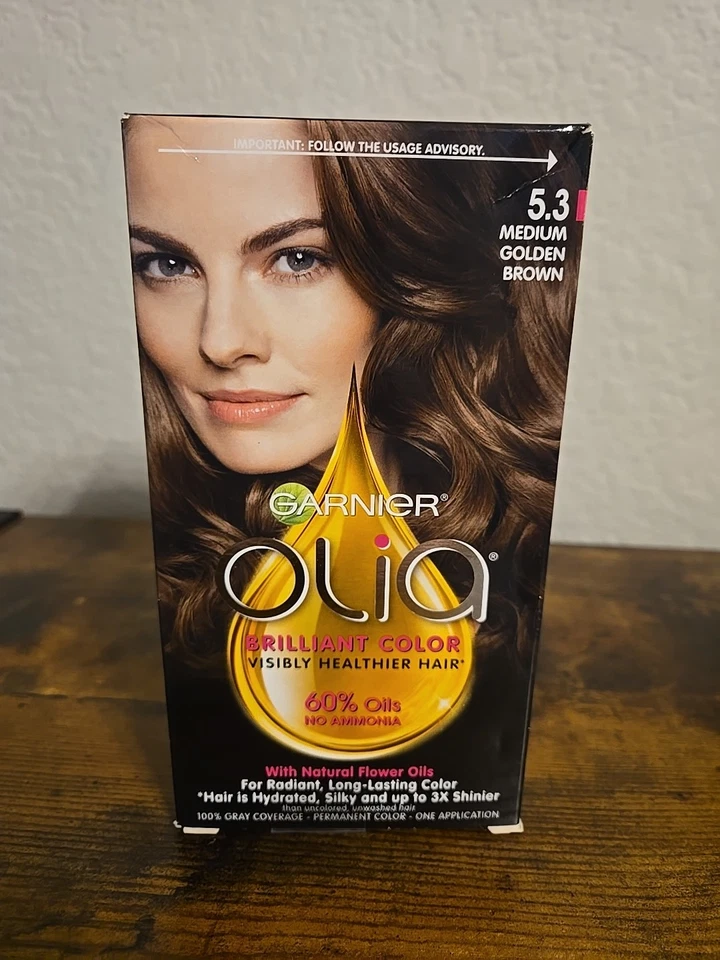 IMPORTANT: FOLLOW THE USAGE ADVISORY.
5.3
MEDIUM
GOLDEN
BROWN
GARNIER®
OLiA®
BRILLIANT COLOR
VISIBLY HEALTHIER HAIR*
60% Oils
NO AMMONIA
With Natural Flower Oils
For Radiant, Long-Lasting Color
*Hair is Hydrated, Silky and up to 3X Shinier
than uncolored, unwashed hair
100% GRAY COVERAGE - PERMANENT COLOR - ONE APPLICATION